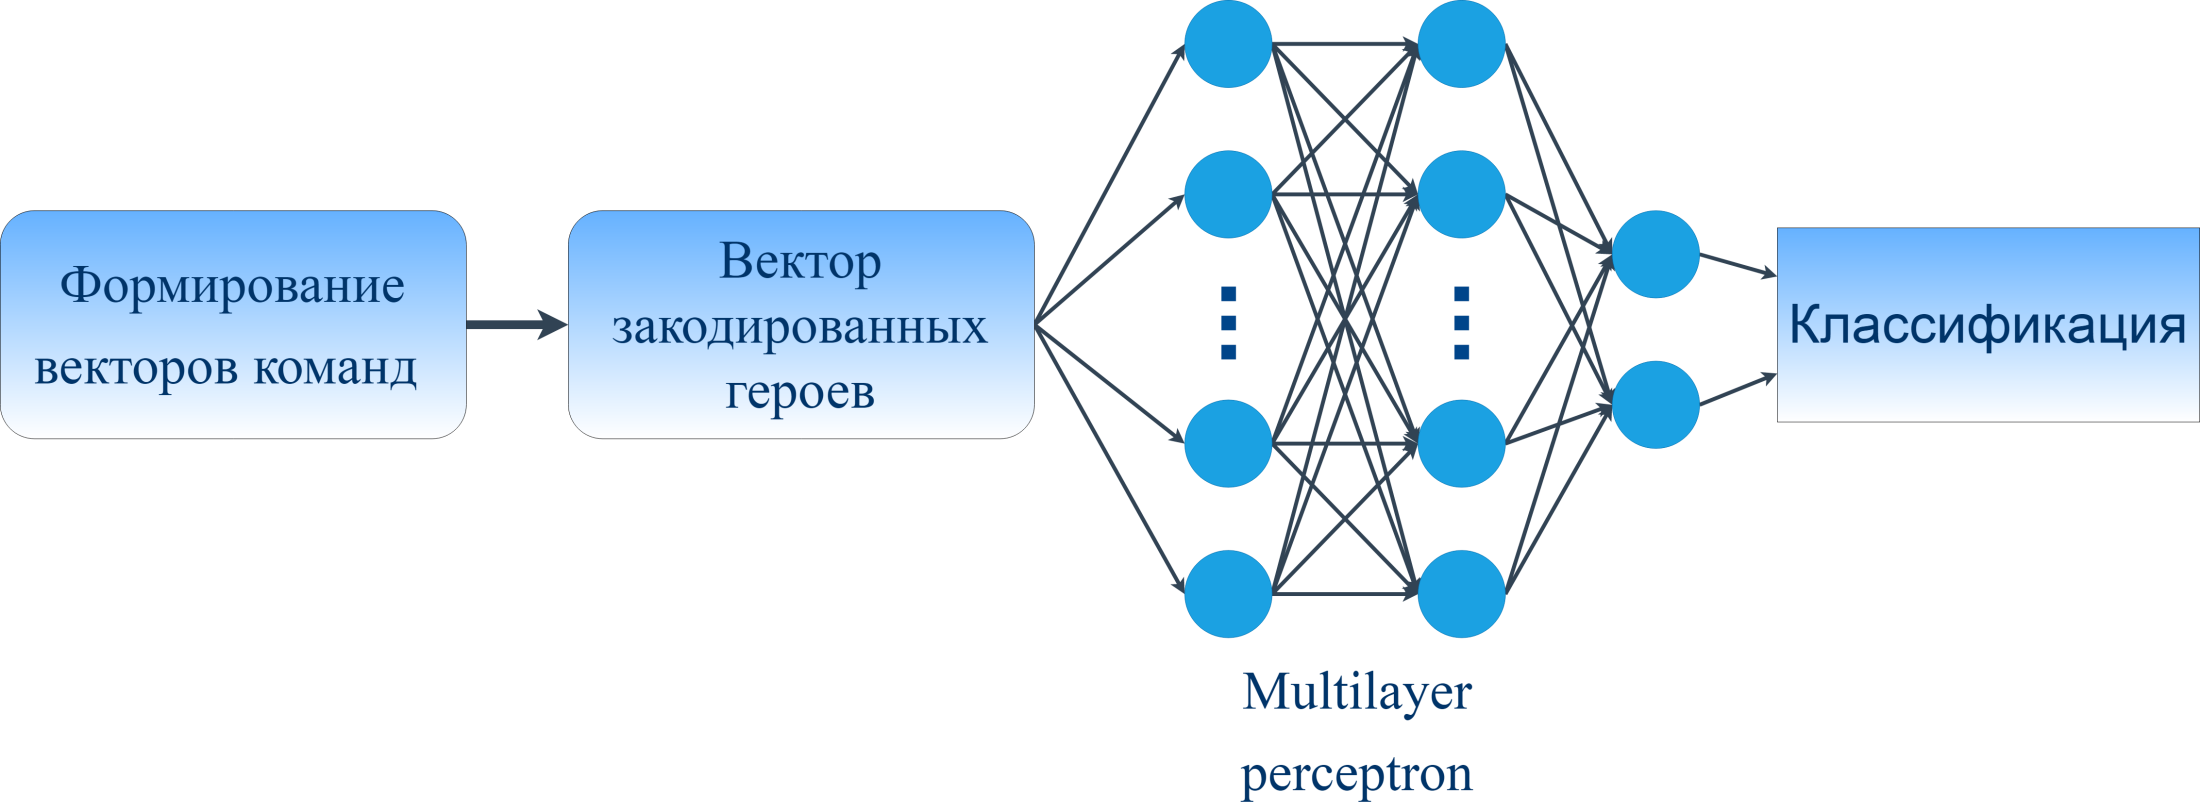 Формирование
векторов команд
Вектор
закодированных
героев
Классификация
Multilayer
perceptron